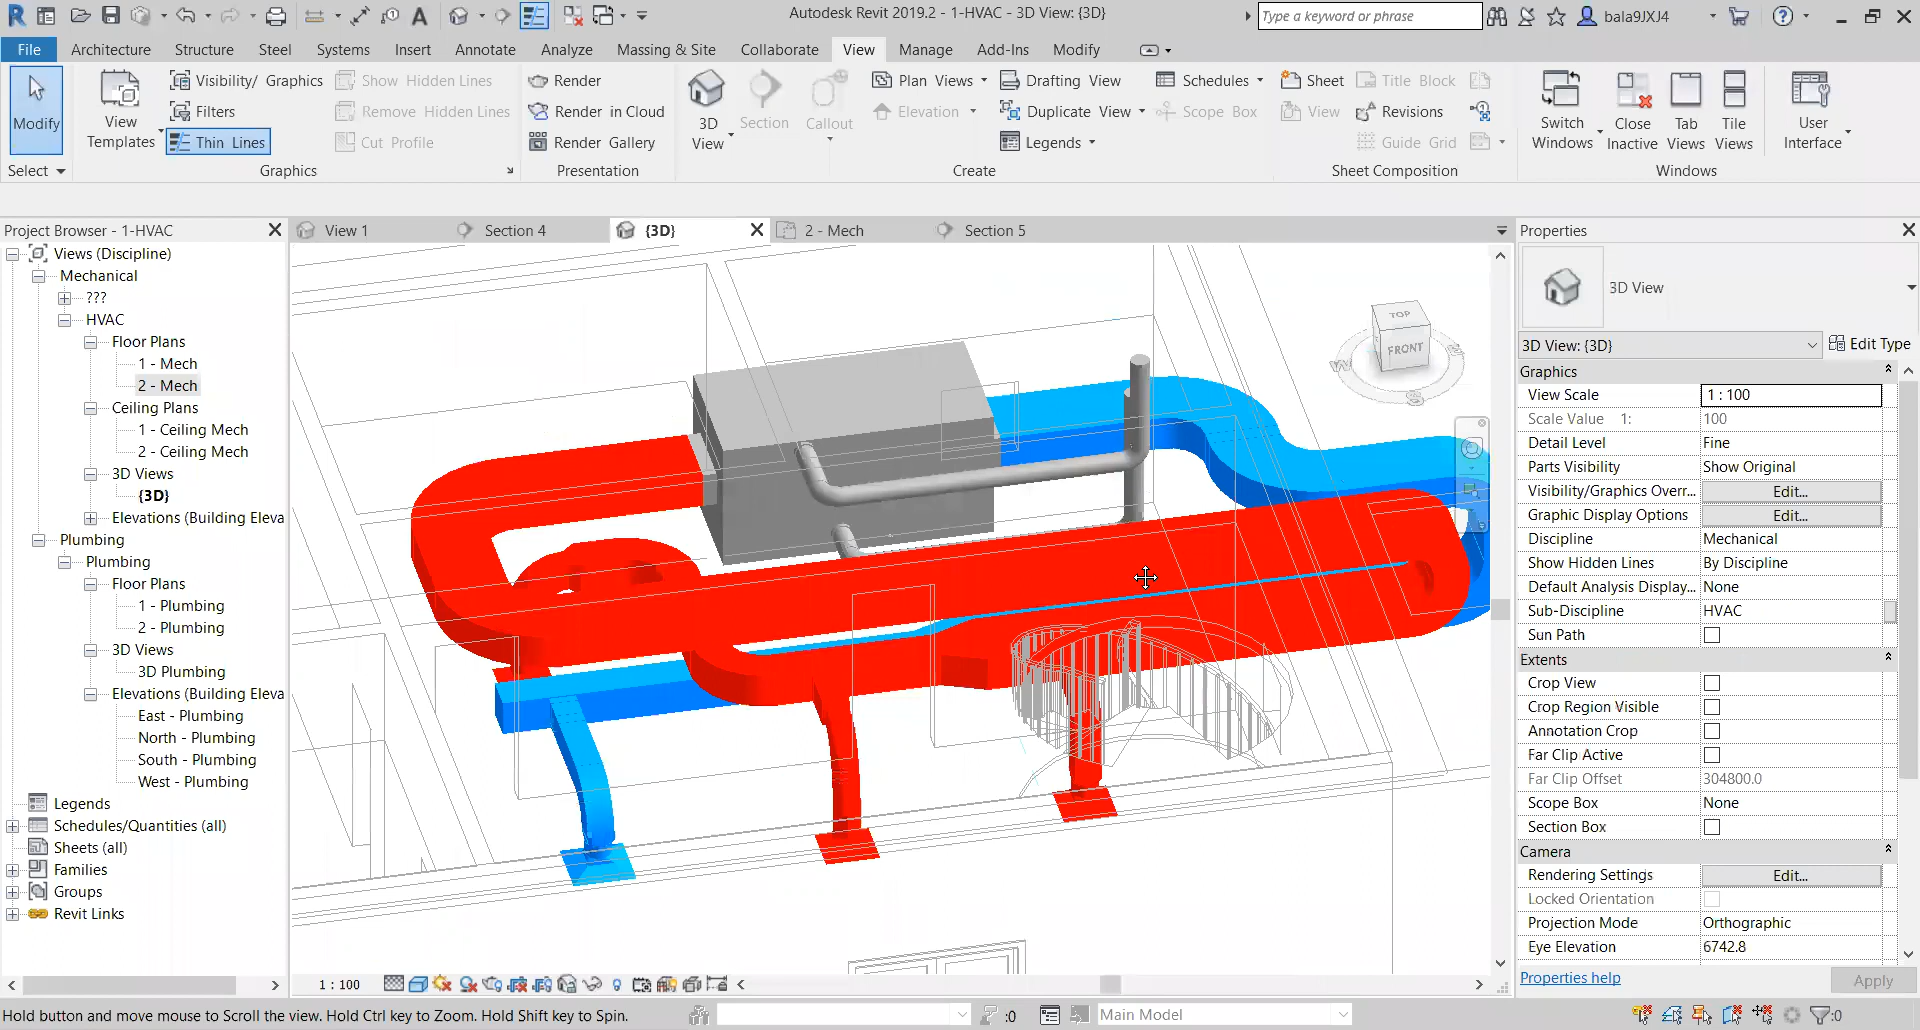 Autodesk Revit 2019.2 - 1-HVAC - 3D View: {3D}
Type a keyword or phrase
bala9JXJ4
File Architecture Structure Steel Systems Insert Annotate Analyze Massing & Site Collaborate View Manage Add-Ins Modify
Modify
View Templates
Visibility/ Graphics
Filters
Thin Lines
Show Hidden Lines
Remove Hidden Lines
Cut Profile
Render
Render in Cloud
Render Gallery
3D View
Section
Callout
Plan Views
Elevation
Drafting View
Duplicate View
Legends
Schedules
Scope Box
Sheet
View
Title Block
Revisions
Guide Grid
Switch Windows
Close Inactive
Tab Views
Tile Views
User Interface
Select Graphics Presentation Create Sheet Composition Windows
Project Browser - 1-HVAC
Views (Discipline)
Mechanical
???
HVAC
Floor Plans
1 - Mech
2 - Mech
Ceiling Plans
1 - Ceiling Mech
2 - Ceiling Mech
3D Views
{3D}
Elevations (Building Eleva
Plumbing
Plumbing
Floor Plans
1 - Plumbing
2 - Plumbing
3D Views
3D Plumbing
Elevations (Building Eleva
East - Plumbing
North - Plumbing
South - Plumbing
West - Plumbing
Legends
Schedules/Quantities (all)
Sheets (all)
Families
Groups
Revit Links
View 1 Section 4 {3D} 2 - Mech Section 5
TOP
FRONT
1 : 100
Properties
3D View
3D View: {3D} Edit Type
Graphics
View Scale 1 : 100
Scale Value 1: 100
Detail Level Fine
Parts Visibility Show Original
Visibility/Graphics Overr... Edit...
Graphic Display Options Edit...
Discipline Mechanical
Show Hidden Lines By Discipline
Default Analysis Display... None
Sub-Discipline HVAC
Sun Path
Extents
Crop View
Crop Region Visible
Annotation Crop
Far Clip Active
Far Clip Offset 304800.0
Scope Box None
Section Box
Camera
Rendering Settings Edit...
Locked Orientation
Projection Mode Orthographic
Eye Elevation 6742.8
Properties help Apply
Hold button and move mouse to Scroll the view. Hold Ctrl key to Zoom. Hold Shift key to Spin.
:0
Main Model
:0